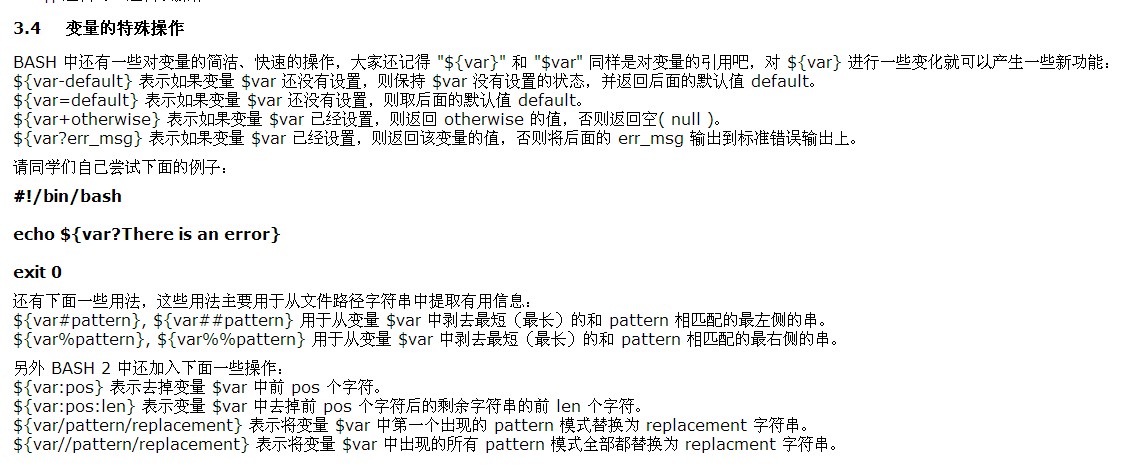 3.4 变量的特殊操作
BASH 中还有一些对变量的简洁、快速的操作，大家还记得 "${var}" 和 "$var" 同样是对变量的引用吧，对 ${var} 进行一些变化就可以产生一些新功能：
${var-default} 表示如果变量 $var 还没有设置，则保持 $var 没有设置的状态，并返回后面的默认值 default。
${var=default} 表示如果变量 $var 还没有设置，则取后面的默认值 default。
${var+otherwise} 表示如果变量 $var 已经设置，则返回 otherwise 的值，否则返回空( null )。
${var?err_msg} 表示如果变量 $var 已经设置，则返回该变量的值，否则将后面的 err_msg 输出到标准错误输出上。
请同学们自己尝试下面的例子：
#!/bin/bash
echo ${var?There is an error}
exit 0
还有下面一些用法，这些用法主要用于从文件路径字符串中提取有用信息：
${var#pattern}, ${var##pattern} 用于从变量 $var 中剥去最短（最长）的和 pattern 相匹配的最左侧的串。
${var%pattern}, ${var%%pattern} 用于从变量 $var 中剥去最短（最长）的和 pattern 相匹配的最右侧的串。
另外 BASH 2 中还加入下面一些操作：
${var:pos} 表示去掉变量 $var 中前 pos 个字符。
${var:pos:len} 表示变量 $var 中去掉前 pos 个字符后的剩余字符串的前 len 个字符。
${var/pattern/replacement} 表示将变量 $var 中第一个出现的 pattern 模式替换为 replacement 字符串。
${var//pattern/replacement} 表示将变量 $var 中出现的所有 pattern 模式全部都替换为 replacment 字符串。